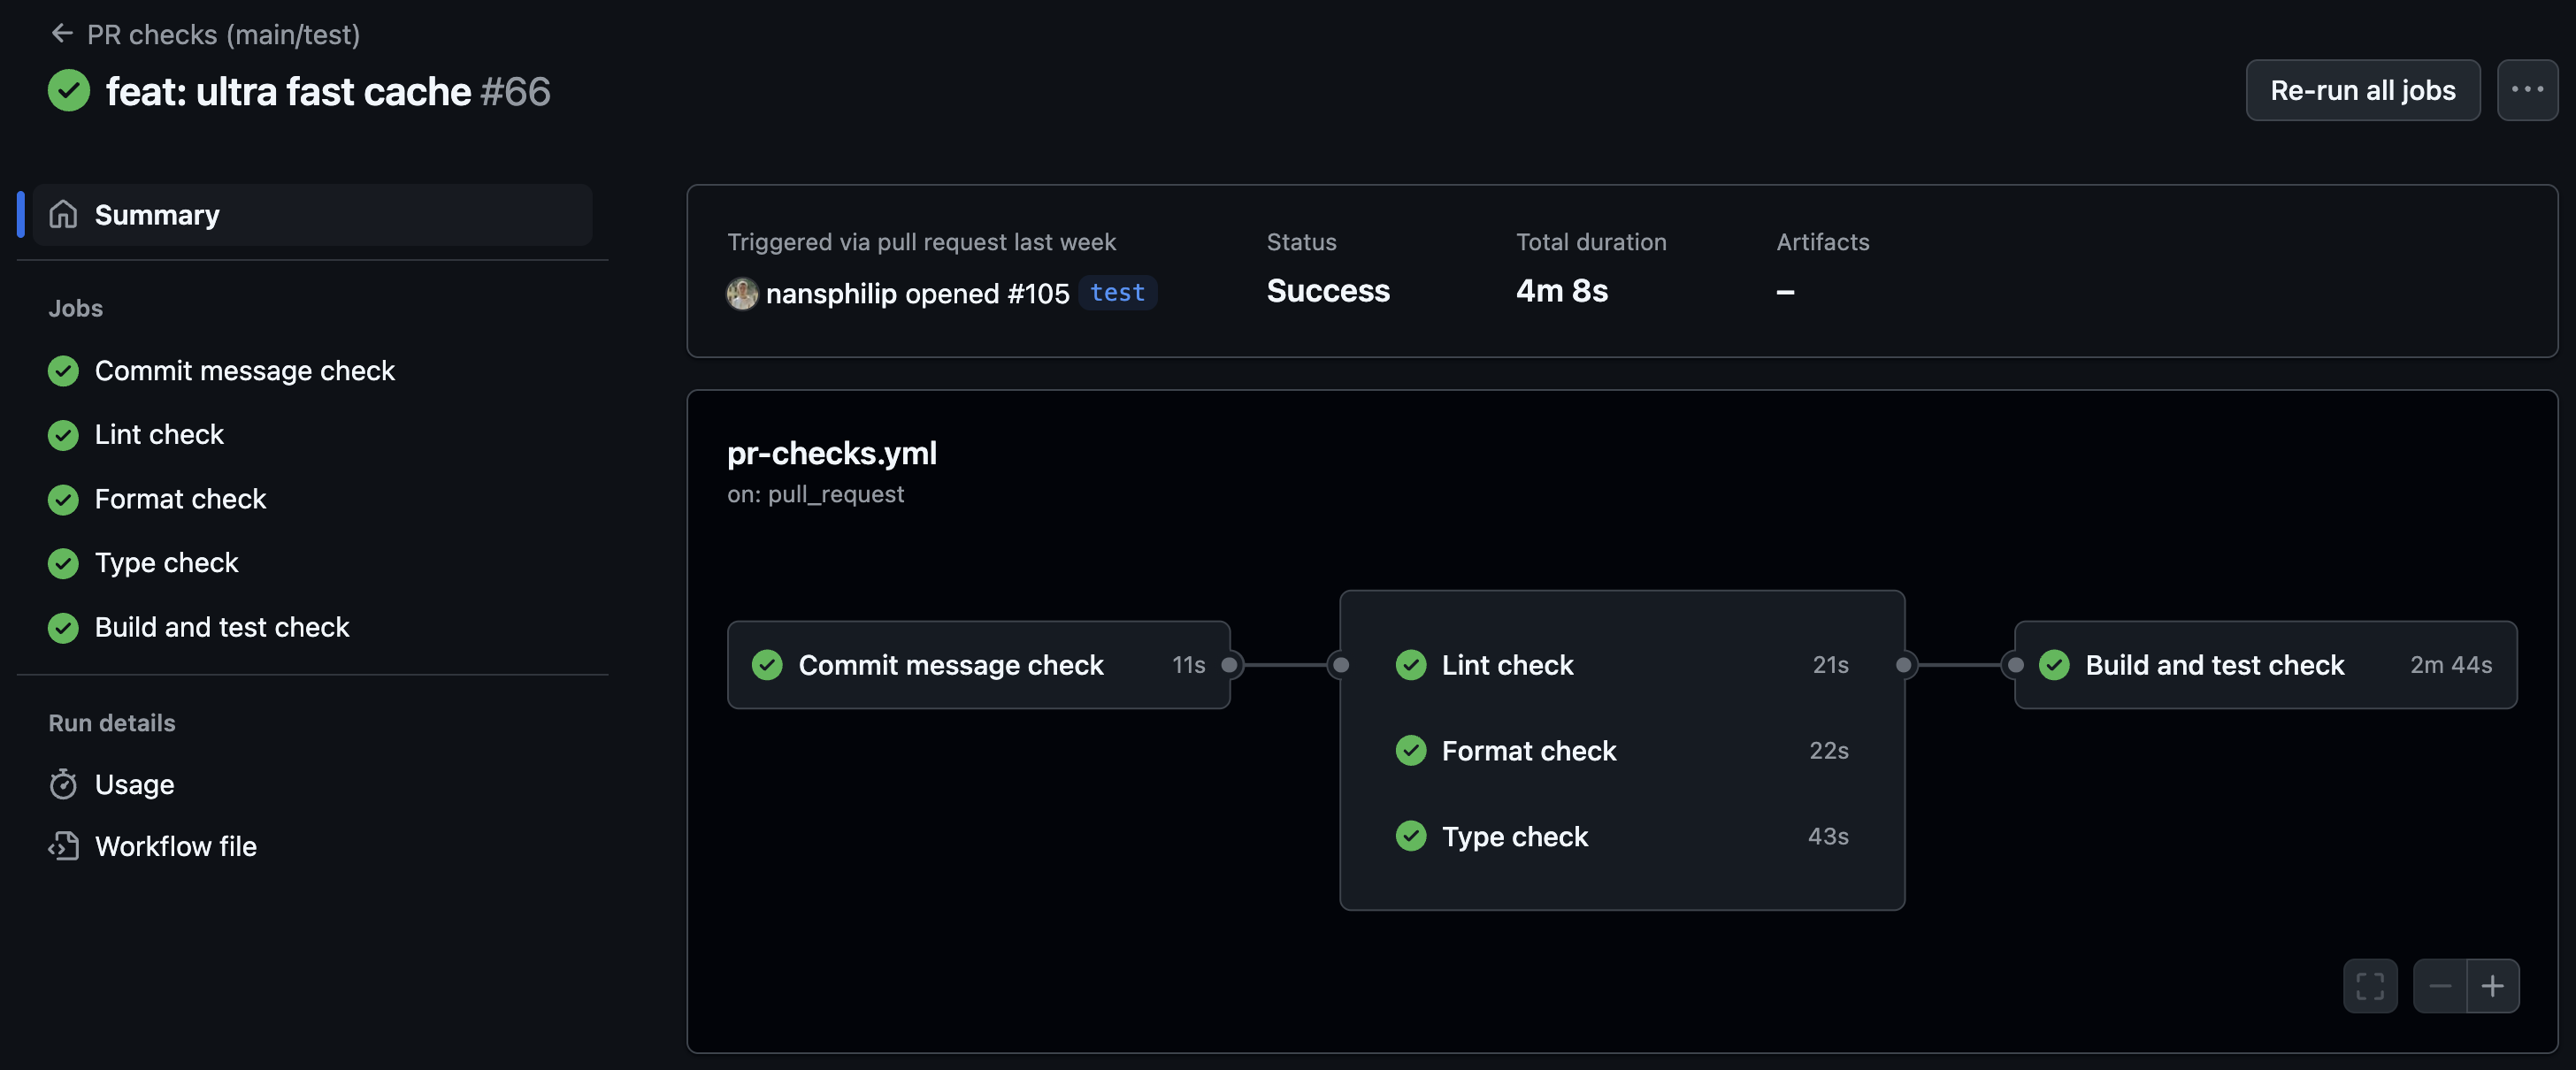 PR checks (main/test)
feat: ultra fast cache #66
Re-run all jobs
Summary
Jobs
Commit message check
Lint check
Format check
Type check
Build and test check
Run details
Usage
Workflow file
Triggered via pull request last week
nansphilip opened #105 test
Status
Success
Total duration
4m 8s
Artifacts
–
pr-checks.yml
on: pull_request
Commit message check 11s
Lint check 21s
Format check 22s
Type check 43s
Build and test check 2m 44s